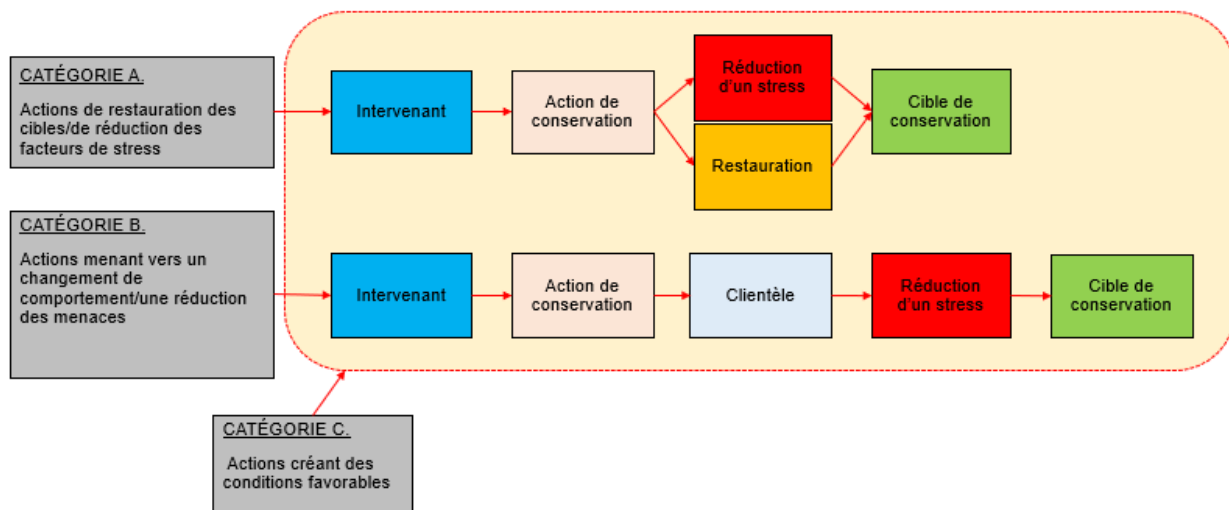 CATÉGORIE A.
Actions de restauration des
cibles/de réduction des
facteurs de stress
Intervenant
Action de
conservation
Réduction
d'un stress
Restauration
Cible de
conservation
CATÉGORIE B.
Actions menant vers un
changement de
comportement/une réduction
des menaces
Intervenant
Action de
conservation
Clientèle
Réduction
d'un stress
Cible de
conservation
CATÉGORIE C.
Actions créant des
conditions favorables